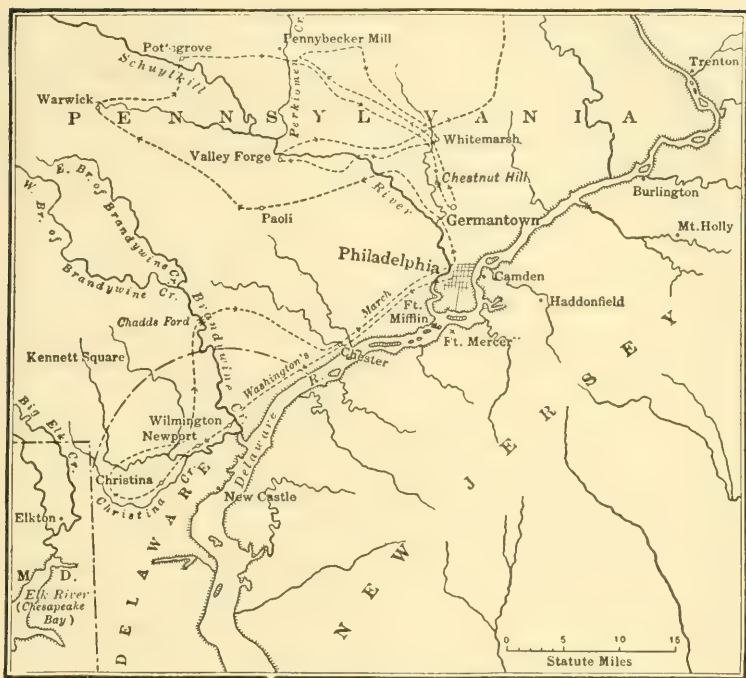 Pottsgrove
Pennybecker Mill
Perkiomen Cr.
Trenton
Schuylkill
Warwick
PENNSYLVANIA
Whitemarsh
Valley Forge
River
Chestnut Hill
Burlington
E. Br. of Brandywine Cr.
W. Br. of Brandywine Cr.
Paoli
Germantown
Mt. Holly
Philadelphia
Camden
Haddonfield
Brandywine Cr.
Chadds Ford
Washington's March
Ft. Mifflin
Ft. Mercer
Kennett Square
Chester
Wilmington
Newport
Delaware R.
Big Elk Cr.
Christina
Christina Cr.
New Castle
Elkton
MD.
Elk River
(Chesapeake
Bay)
DELAWARE
NEW JERSEY
0 5 10 15
Statute Miles